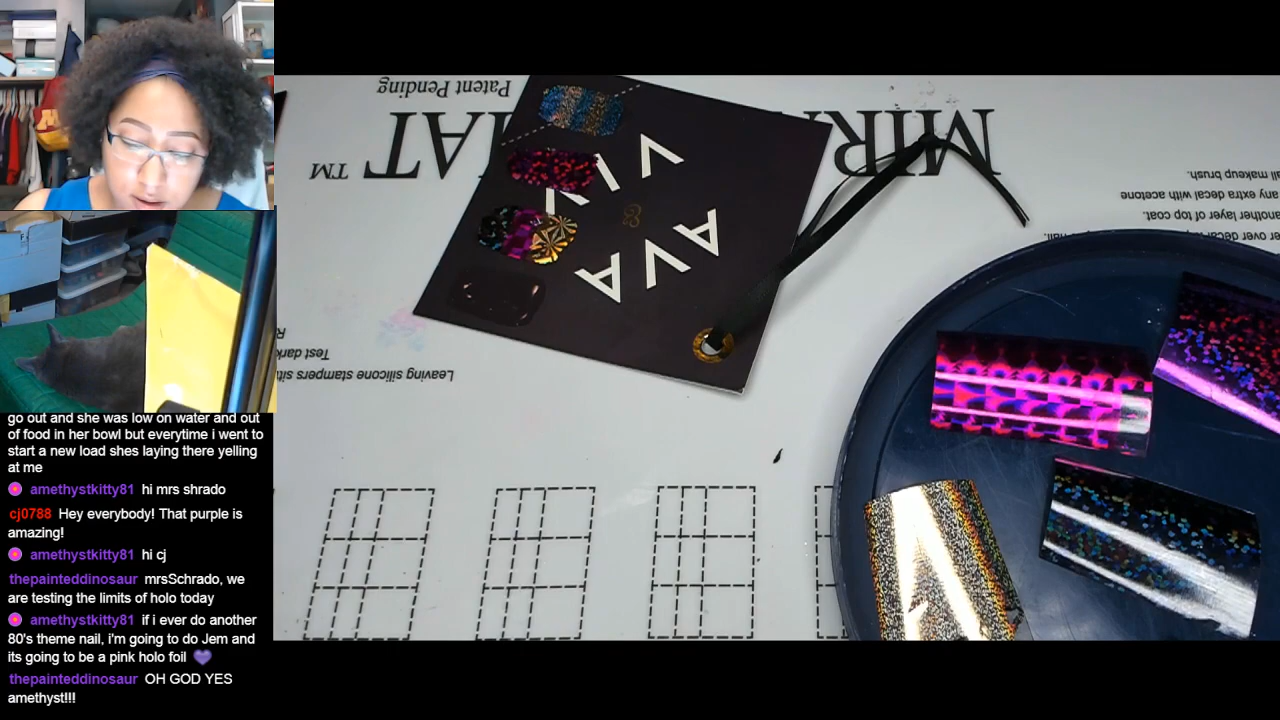 go out and she was low on water and out
of food in her bowl but everytime i went to
start a new load shes laying there yelling
at me
amethystkitty81 hi mrs shrado
cj0788 Hey everybody! That purple is
amazing!
amethystkitty81 hi cj
thepainteddinosaur mrsSchrado, we
are testing the limits of holo today
amethystkitty81 if i ever do another
80's theme nail, i'm going to do Jem and
its going to be a pink holo foil
thepainteddinosaur OH GOD YES
amethyst!!!
Patent Pending
TM
VIV
&
AVA
all makeup brush.
any extra decal with acetone
another layer of top coat.
over decal
Test dark
Leaving silicone stampers